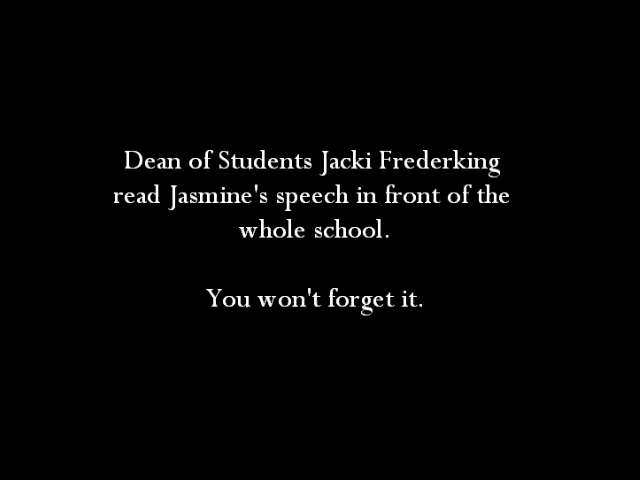 Dean of Students Jacki Frederking
read Jasmine's speech in front of the
whole school.
You won't forget it.